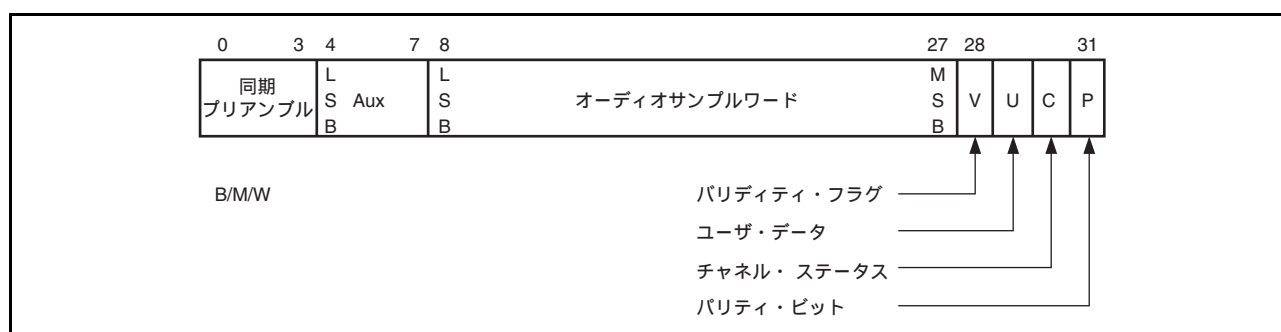 0 3 4 7 8 27 28 31
同期
プリアンブル
LSB
Aux
LSB
オーディオサンプルワード
MSB
V U C P
B/M/W
バリディティ・フラグ
ユーザ・データ
チャネル・ ステータス
パリティ・ビット